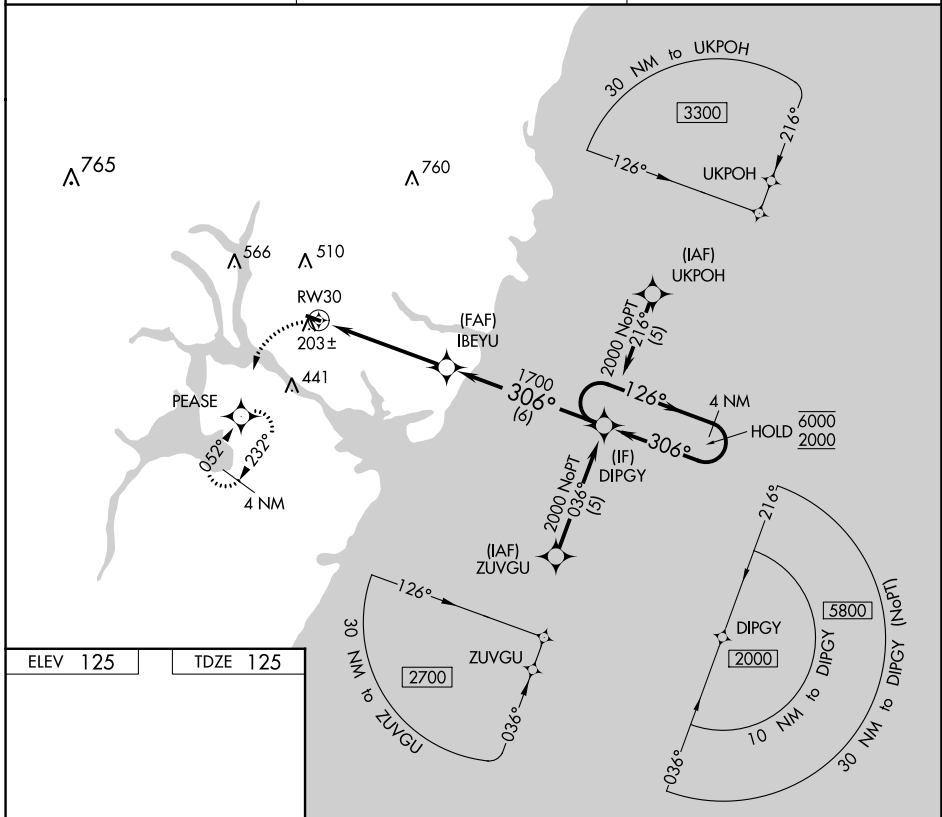 30 NM to UKPOH
3300
216°
126°
UKPOH
765
760
566
510
(IAF)
UKPOH
RW30
203±
2000 NoPT
216°
(5)
(FAF)
IBEYU
441
1700
306°
(6)
126°
4 NM
HOLD 6000
2000
306°
(IF)
DIPGY
PEASE
052°
232°
4 NM
2000 NoPT
036°
(5)
(IAF)
ZUVGU
126°
ZUVGU
2700
036°
30 NM to ZUVGU
216°
5800
DIPGY
2000
036°
10 NM to DIPGY
30 NM to DIPGY (NoPT)
ELEV 125
TDZE 125